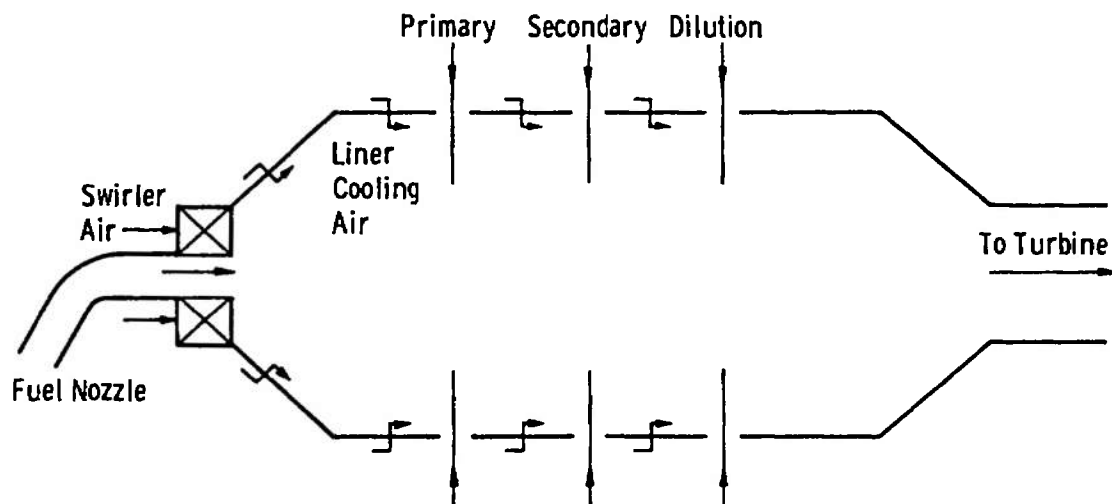 Primary Secondary Dilution
Liner
Cooling
Air
Swirler
Air
To Turbine
Fuel Nozzle